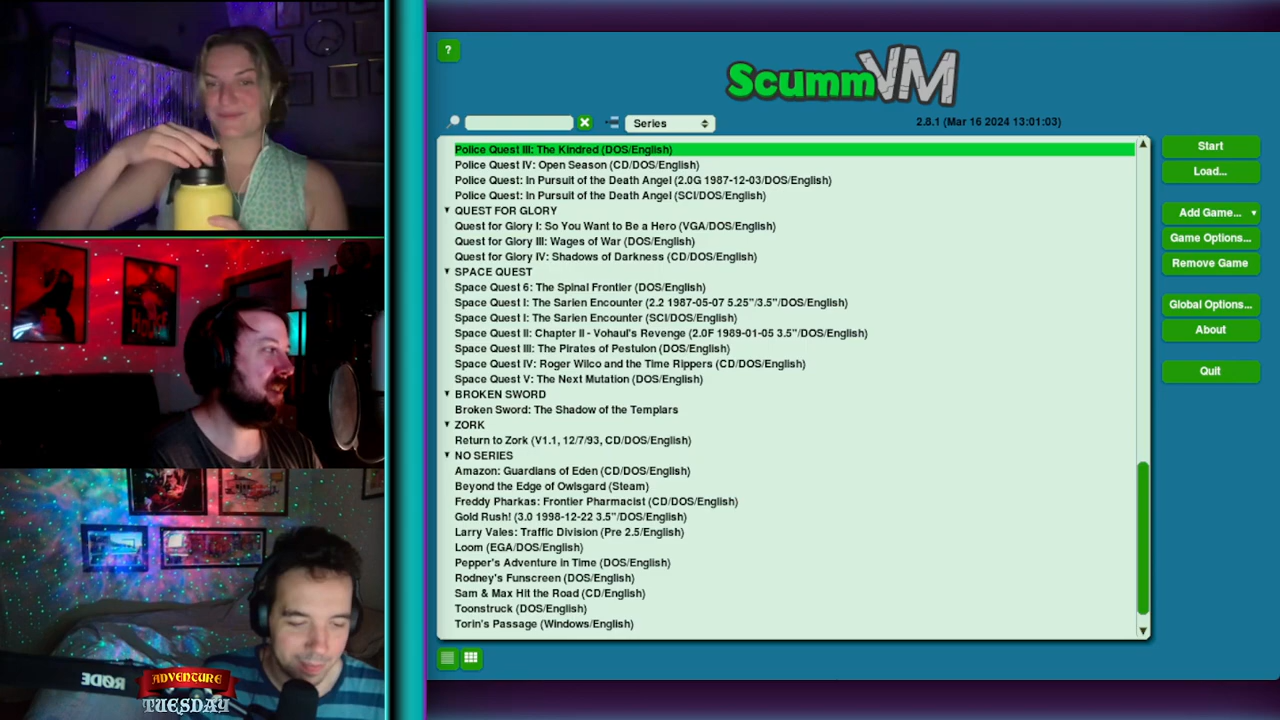 ?
ScummVM
Series
2.8.1 (Mar 16 2024 13:01:03)
Police Quest III: The Kindred (DOS/English)
Police Quest IV: Open Season (CD/DOS/English)
Police Quest: In Pursuit of the Death Angel (2.0G 1987-12-03/DOS/English)
Police Quest: In Pursuit of the Death Angel (SCI/DOS/English)
QUEST FOR GLORY
Quest for Glory I: So You Want to Be a Hero (VGA/DOS/English)
Quest for Glory III: Wages of War (DOS/English)
Quest for Glory IV: Shadows of Darkness (CD/DOS/English)
SPACE QUEST
Space Quest 6: The Spinal Frontier (DOS/English)
Space Quest I: The Sarien Encounter (2.2 1987-05-07 5.25"/3.5"/DOS/English)
Space Quest I: The Sarien Encounter (SCI/DOS/English)
Space Quest II: Chapter II - Vohaul's Revenge (2.0F 1989-01-05 3.5"/DOS/English)
Space Quest III: The Pirates of Pestulon (DOS/English)
Space Quest IV: Roger Wilco and the Time Rippers (CD/DOS/English)
Space Quest V: The Next Mutation (DOS/English)
BROKEN SWORD
Broken Sword: The Shadow of the Templars
ZORK
Return to Zork (V1.1, 12/7/93, CD/DOS/English)
NO SERIES
Amazon: Guardians of Eden (CD/DOS/English)
Beyond the Edge of Owlsgard (Steam)
Freddy Pharkas: Frontier Pharmacist (CD/DOS/English)
Gold Rush! (3.0 1998-12-22 3.5"/DOS/English)
Larry Vales: Traffic Division (Pre 2.5/English)
Loom (EGA/DOS/English)
Pepper's Adventure in Time (DOS/English)
Rodney's Funscreen (DOS/English)
Sam & Max Hit the Road (CD/English)
Toonstruck (DOS/English)
Torin's Passage (Windows/English)
Start
Load...
Add Game...
Game Options...
Remove Game
Global Options...
About
Quit
RØDE
ADVENTURE
TUESDAY